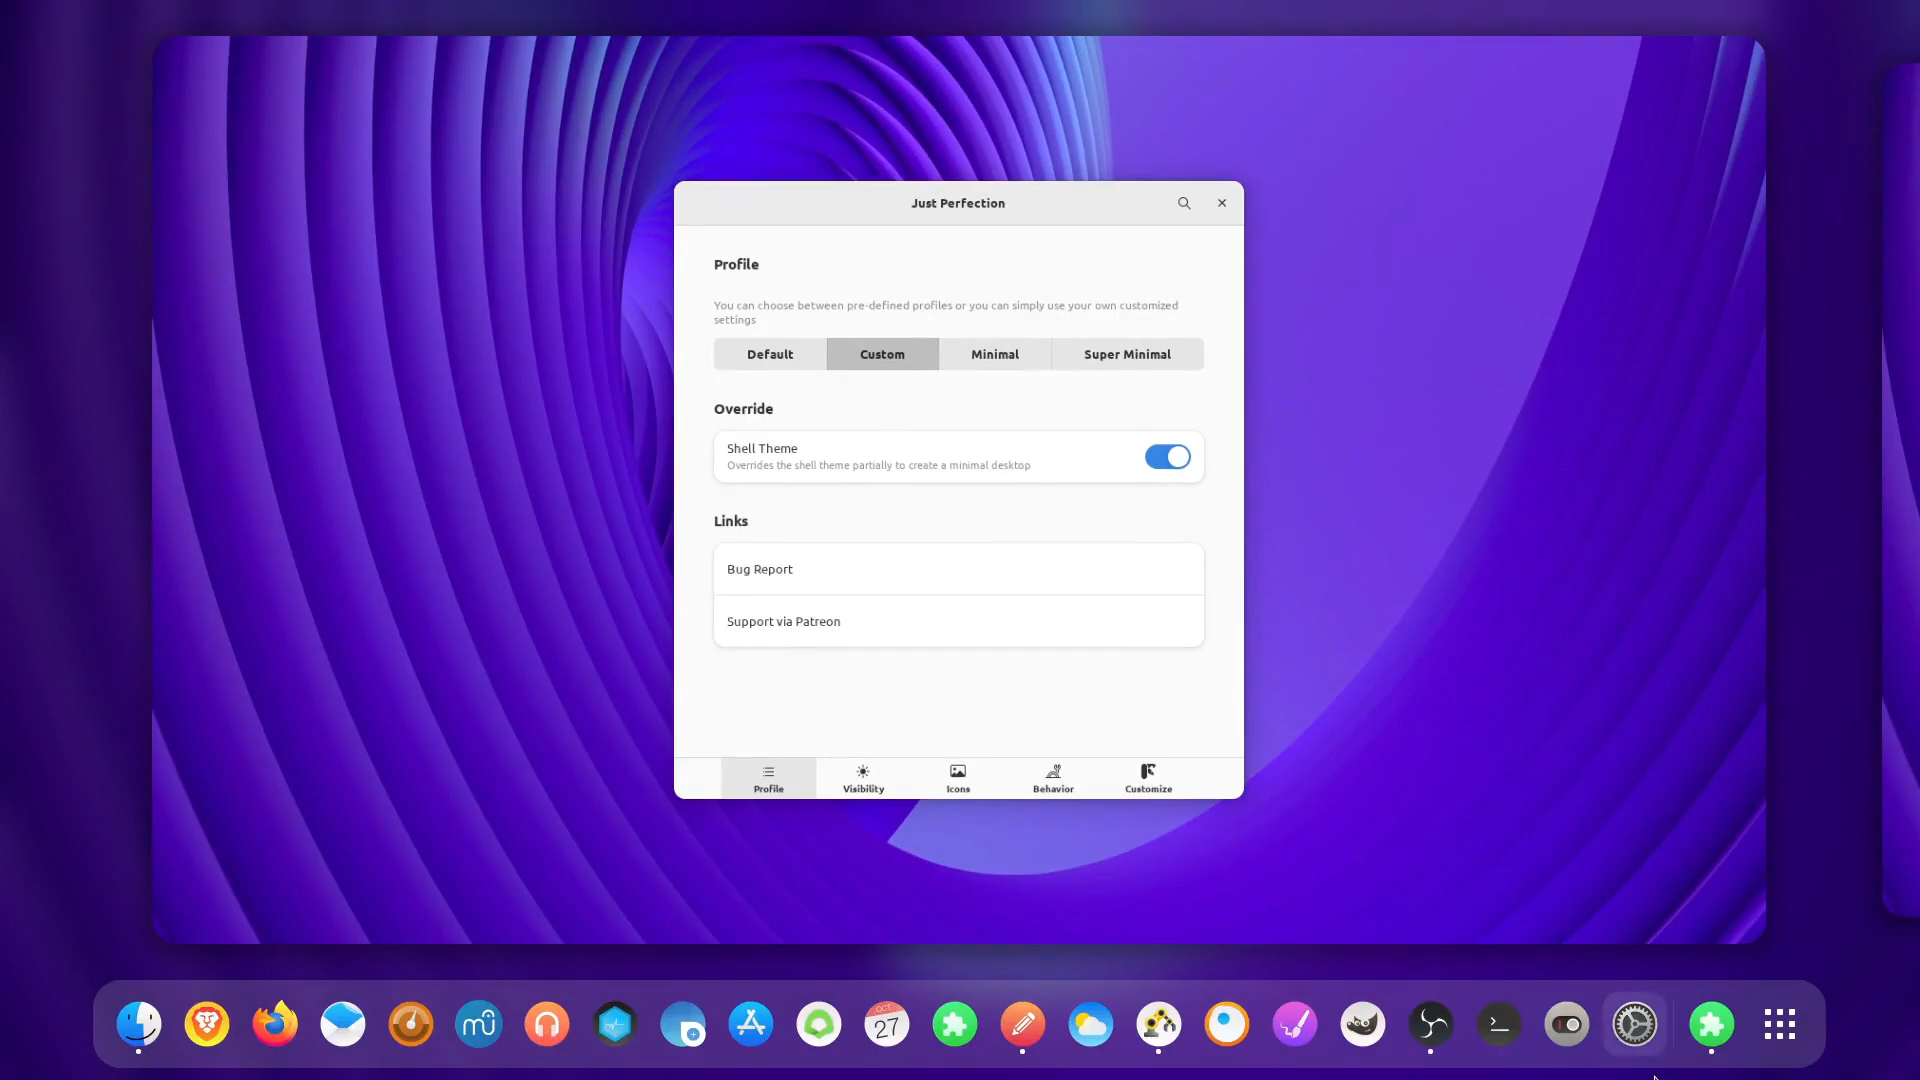 Just Perfection
Profile
You can choose between pre-defined profiles or you can simply use your own customized
settings
Default
Custom
Minimal
Super Minimal
Override
Shell Theme
Overrides the shell theme partially to create a minimal desktop
Links
Bug Report
Support via Patreon
Profile
Visibility
Icons
Behavior
Customize
mü
OCT
27